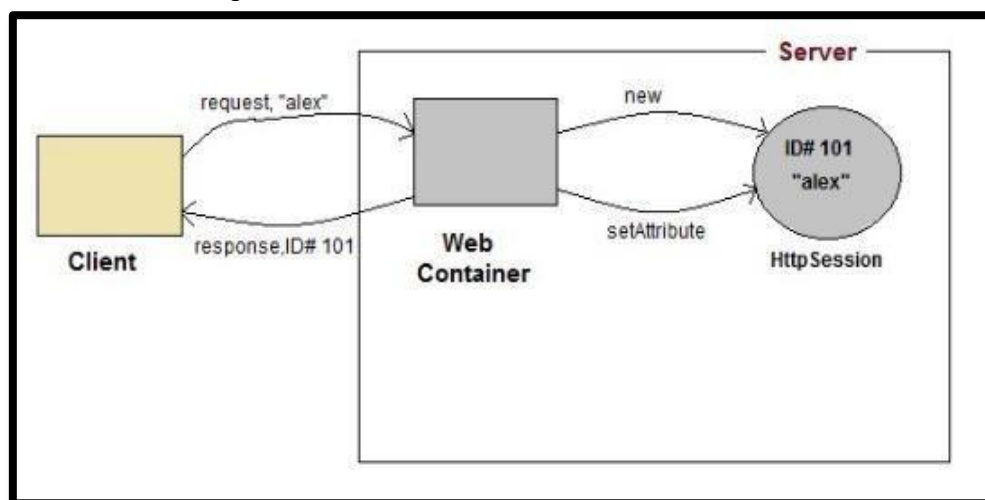 Server
request, "alex"
new
ID# 101
"alex"
Client
response,ID# 101
Web
Container
setAttribute
HttpSession